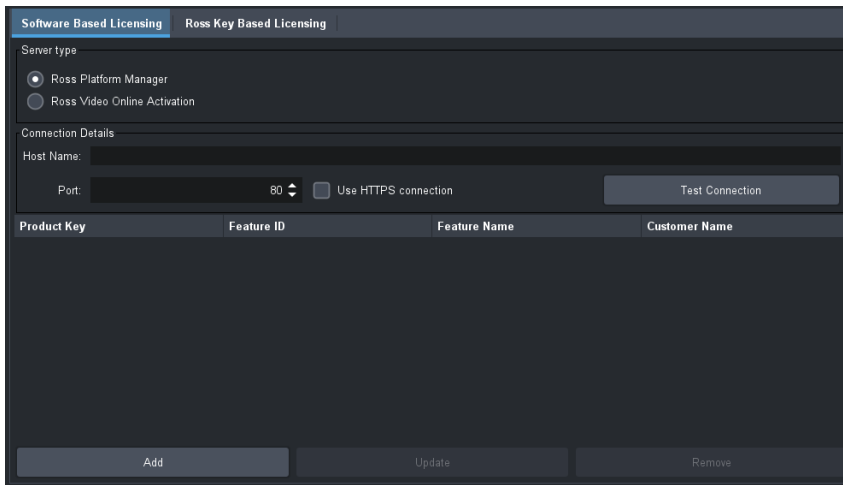 Software Based Licensing Ross Key Based Licensing
Server type
Ross Platform Manager
Ross Video Online Activation
Connection Details
Host Name:
Port: 80 Use HTTPS connection Test Connection
Product Key Feature ID Feature Name Customer Name
Add Update Remove